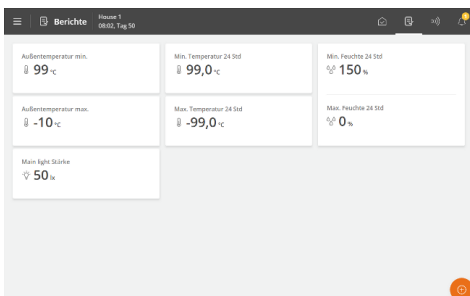 Berichte
House 1
08:02, Tag 50
Außentemperatur min.
99 °C
Min. Temperatur 24 Std
99,0 °C
Min. Feuchte 24 Std
150 %
Außentemperatur max.
-10 °C
Max. Temperatur 24 Std
-99,0 °C
Max. Feuchte 24 Std
0 %
Main light Stärke
50 lx